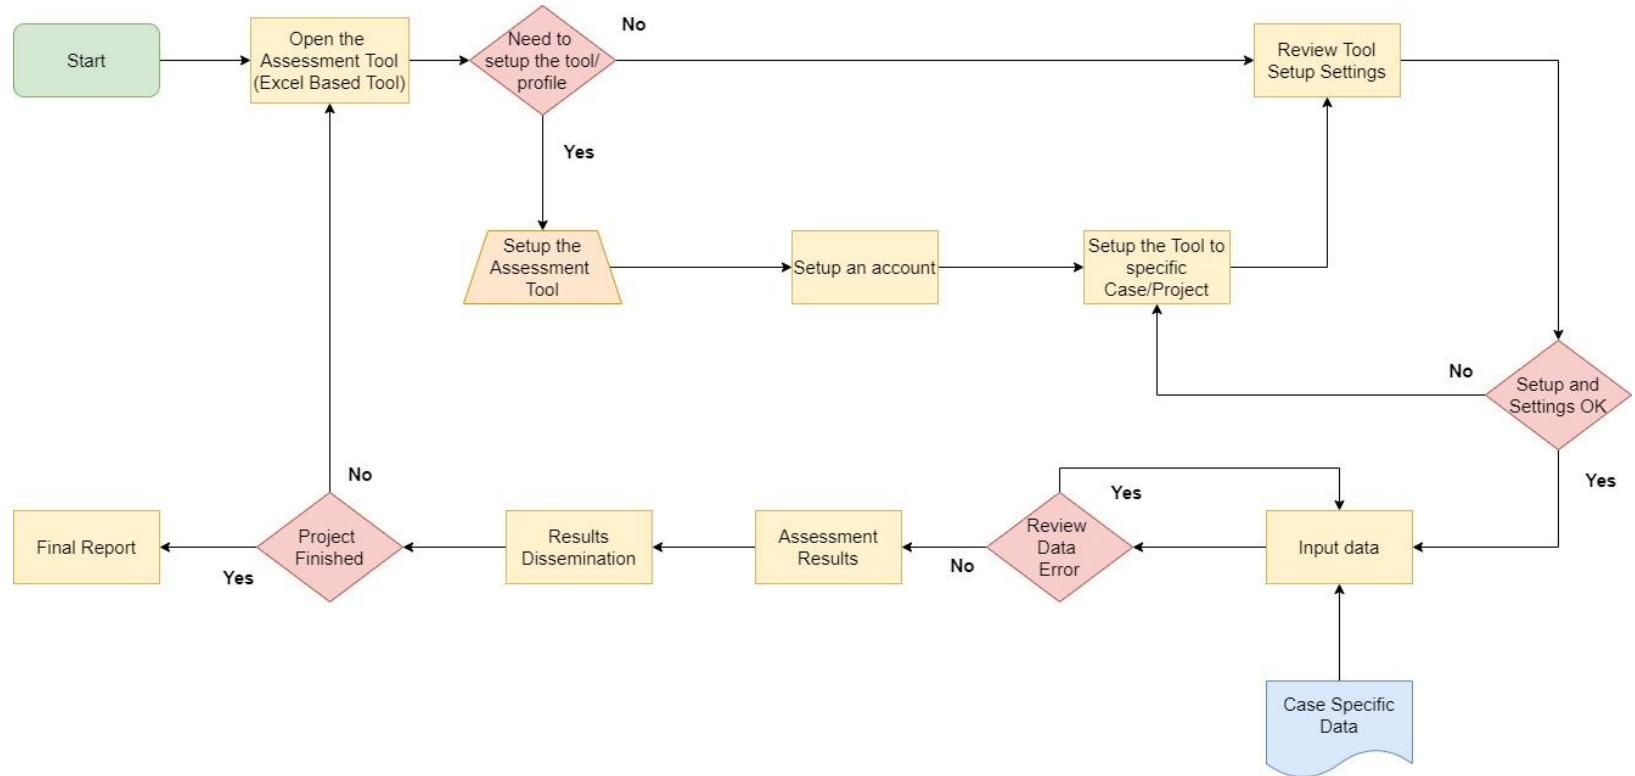 Start
Open the
Assessment Tool
(Excel Based Tool)
Need to
setup the tool/
profile
No
Review Tool
Setup Settings
Yes
Setup the
Assessment
Tool
Setup an account
Setup the Tool to
specific
Case/Project
No
Setup and
Settings OK
Yes
Final Report
Yes
Project
Finished
No
Results
Dissemination
Assessment
Results
No
Review
Data
Error
Yes
Input data
Case Specific
Data